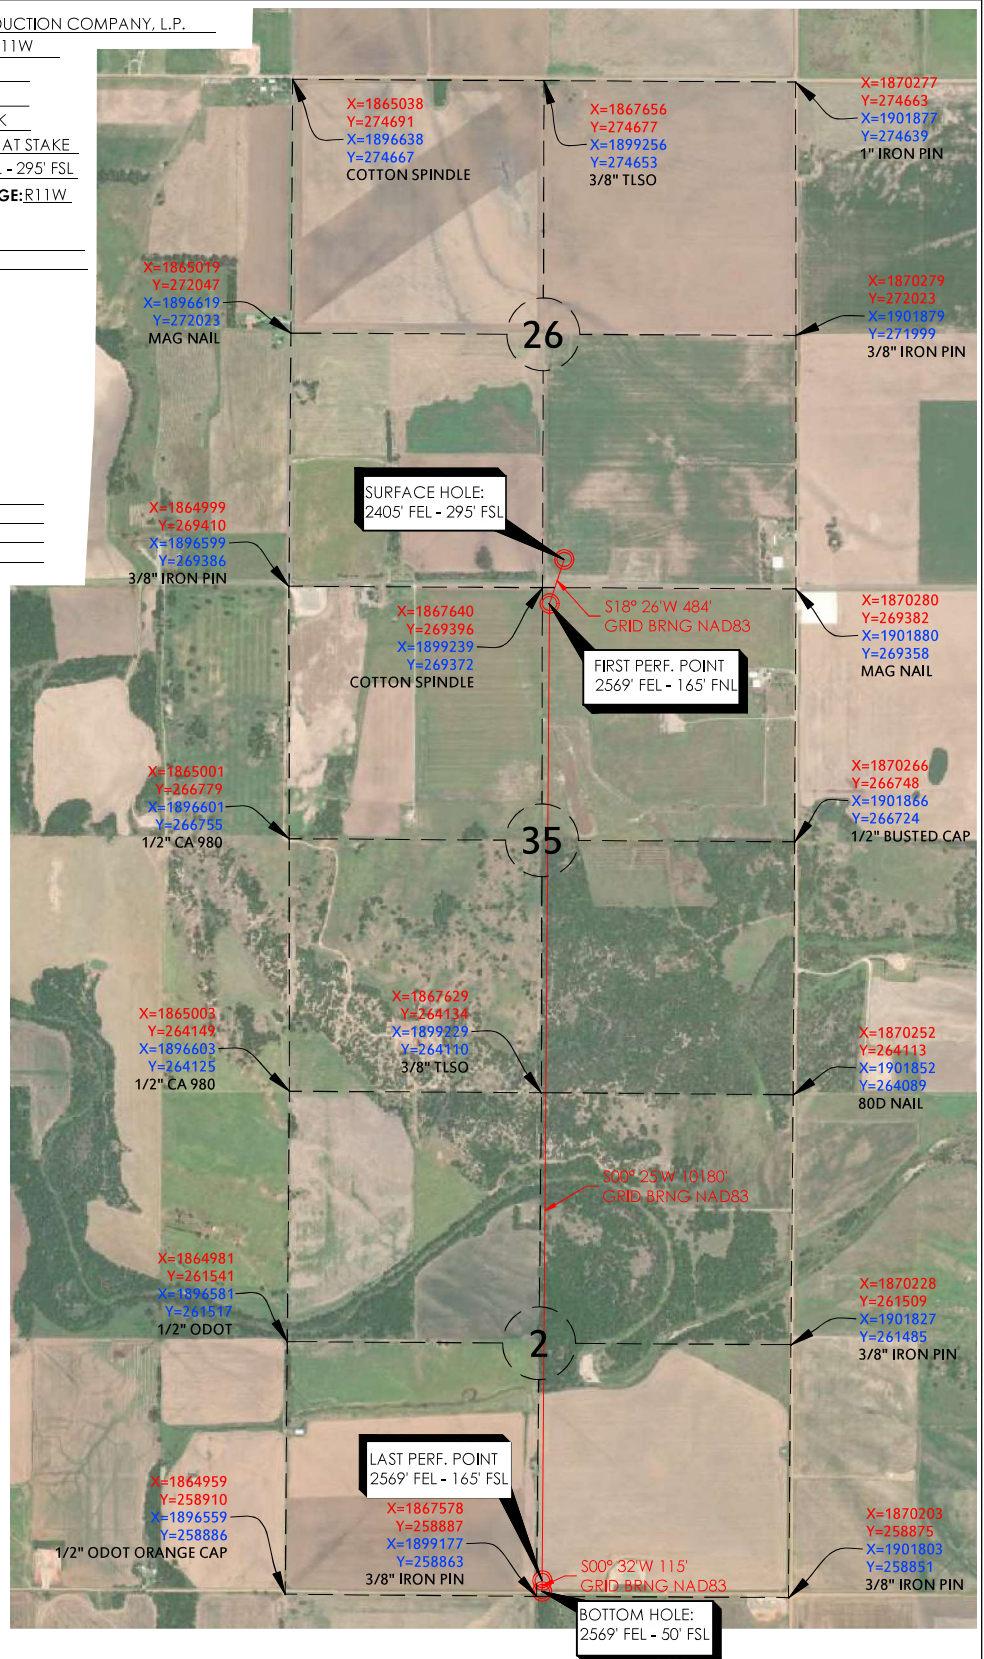 DUCTION COMPANY, L.P.
11W
K
AT STAKE
- 295' FSL
GE: R11W
X=1865038
Y=274691
X=1896638
Y=274667
COTTON SPINDLE
X=1867656
Y=274677
X=1899256
Y=274653
3/8" TLSO
X=1870277
Y=274663
X=1901877
Y=274639
1" IRON PIN
X=1865019
Y=272047
X=1896619
Y=272023
MAG NAIL
26
X=1870279
Y=272023
X=1901879
Y=271999
3/8" IRON PIN
SURFACE HOLE:
2405' FEL - 295' FSL
X=1864999
Y=269410
X=1896599
Y=269386
3/8" IRON PIN
X=1867640
Y=269396
X=1899239
Y=269372
COTTON SPINDLE
S18° 26'W 484'
GRID BRNG NAD83
X=1870280
Y=269382
X=1901880
Y=269358
MAG NAIL
FIRST PERF. POINT
2569' FEL - 165' FNL
X=1865001
Y=266779
X=1896601
Y=266755
1/2" CA 980
35
X=1870266
Y=266748
X=1901866
Y=266724
1/2" BUSTED CAP
X=1865003
Y=264149
X=1896603
Y=264125
1/2" CA 980
X=1867629
Y=264134
X=1899229
Y=264110
3/8" TLSO
X=1870252
Y=264113
X=1901852
Y=264089
80D NAIL
S00° 25'W 10180'
GRID BRNG NAD83
X=1864981
Y=261541
X=1896581
Y=261517
1/2" ODOT
2
X=1870228
Y=261509
X=1901827
Y=261485
3/8" IRON PIN
LAST PERF. POINT
2569' FEL - 165' FSL
X=1864959
Y=258910
X=1896559
Y=258886
1/2" ODOT ORANGE CAP
X=1867578
Y=258887
X=1899177
Y=258863
3/8" IRON PIN
S00° 32'W 115'
GRID BRNG NAD83
X=1870203
Y=258875
X=1901803
Y=258851
3/8" IRON PIN
BOTTOM HOLE:
2569' FEL - 50' FSL